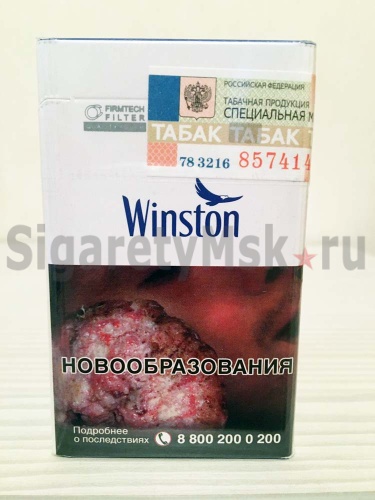 FIRMTECH
FILTER
РОССИЙСКАЯ ФЕДЕРАЦИЯ
ТАБАЧНАЯ ПРОДУКЦИЯ
СПЕЦИАЛЬНАЯ М
ТАБАК ТАБАК Т
78 3216 857414
Winston
SigaretyMsk★ru
НОВООБРАЗОВАНИЯ
Подробнее
о последствиях 8 800 200 0 200